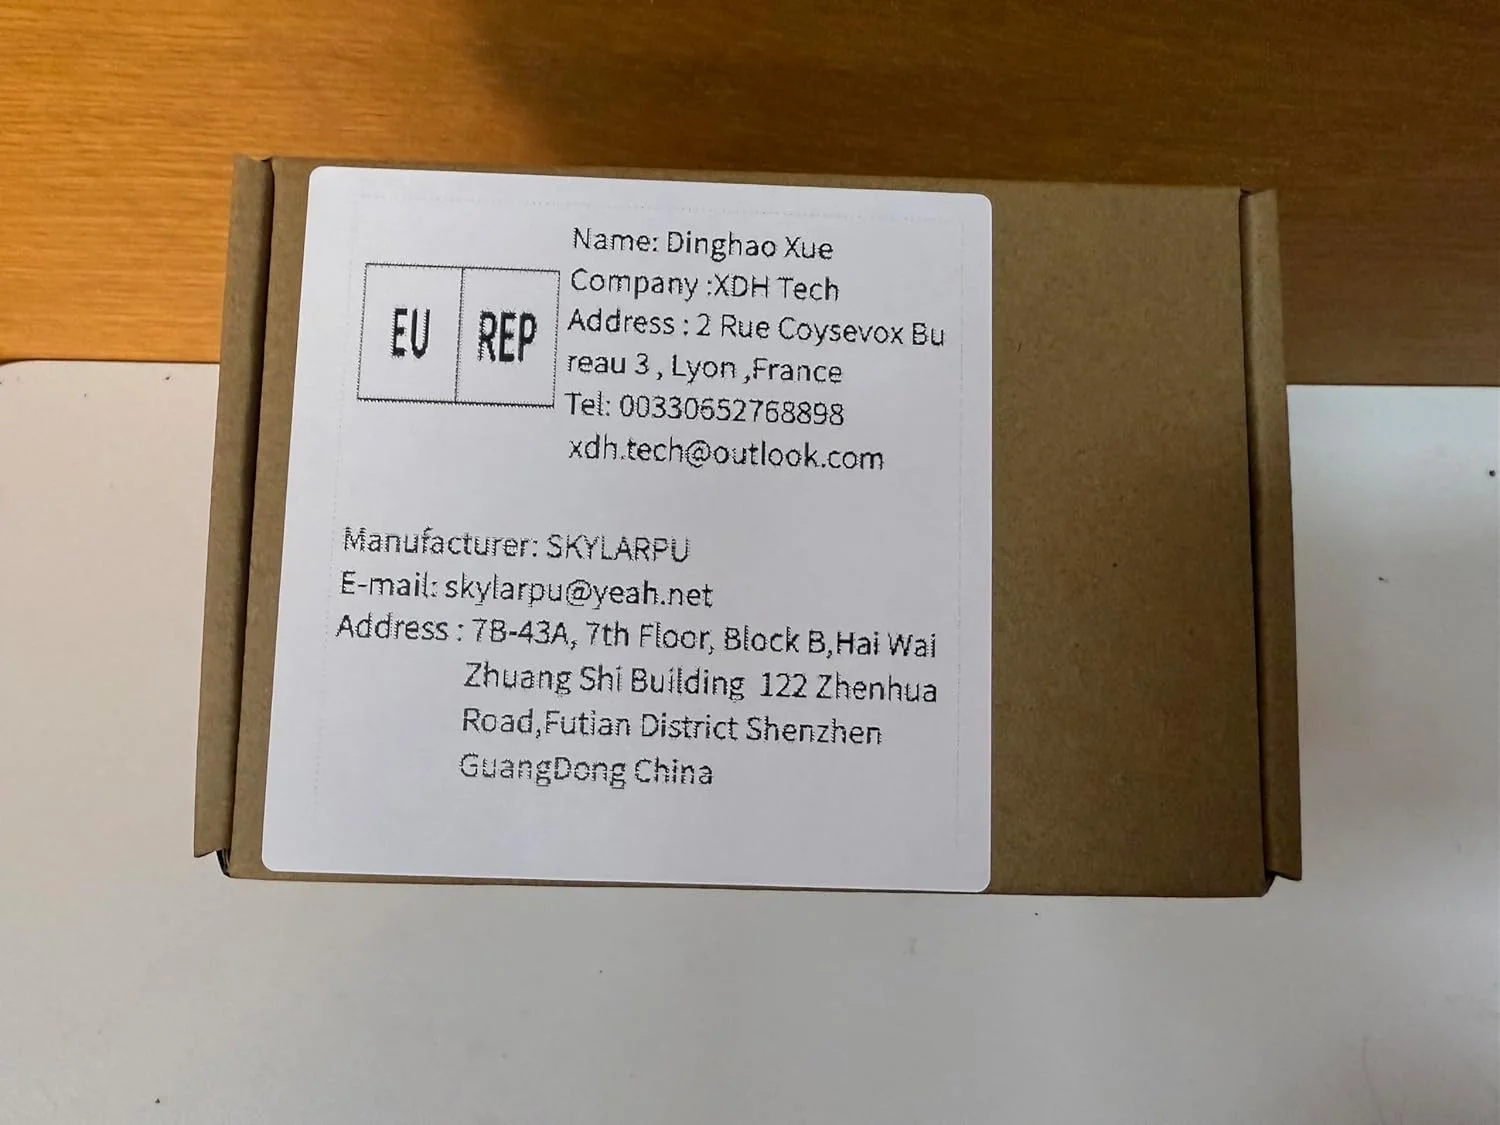 EU REP
Name: Dinghao Xue
Company :XDH Tech
Address : 2 Rue Coysevox Bu
reau 3 , Lyon ,France
Tel: 00330652768898
xdh.tech@outlook.com
Manufacturer: SKYLARPU
E-mail: skylarpu@yeah.net
Address : 7B-43A, 7th Floor, Block B,Hai Wai
Zhuang Shi Building 122 Zhenhua
Road,Futian District Shenzhen
GuangDong China